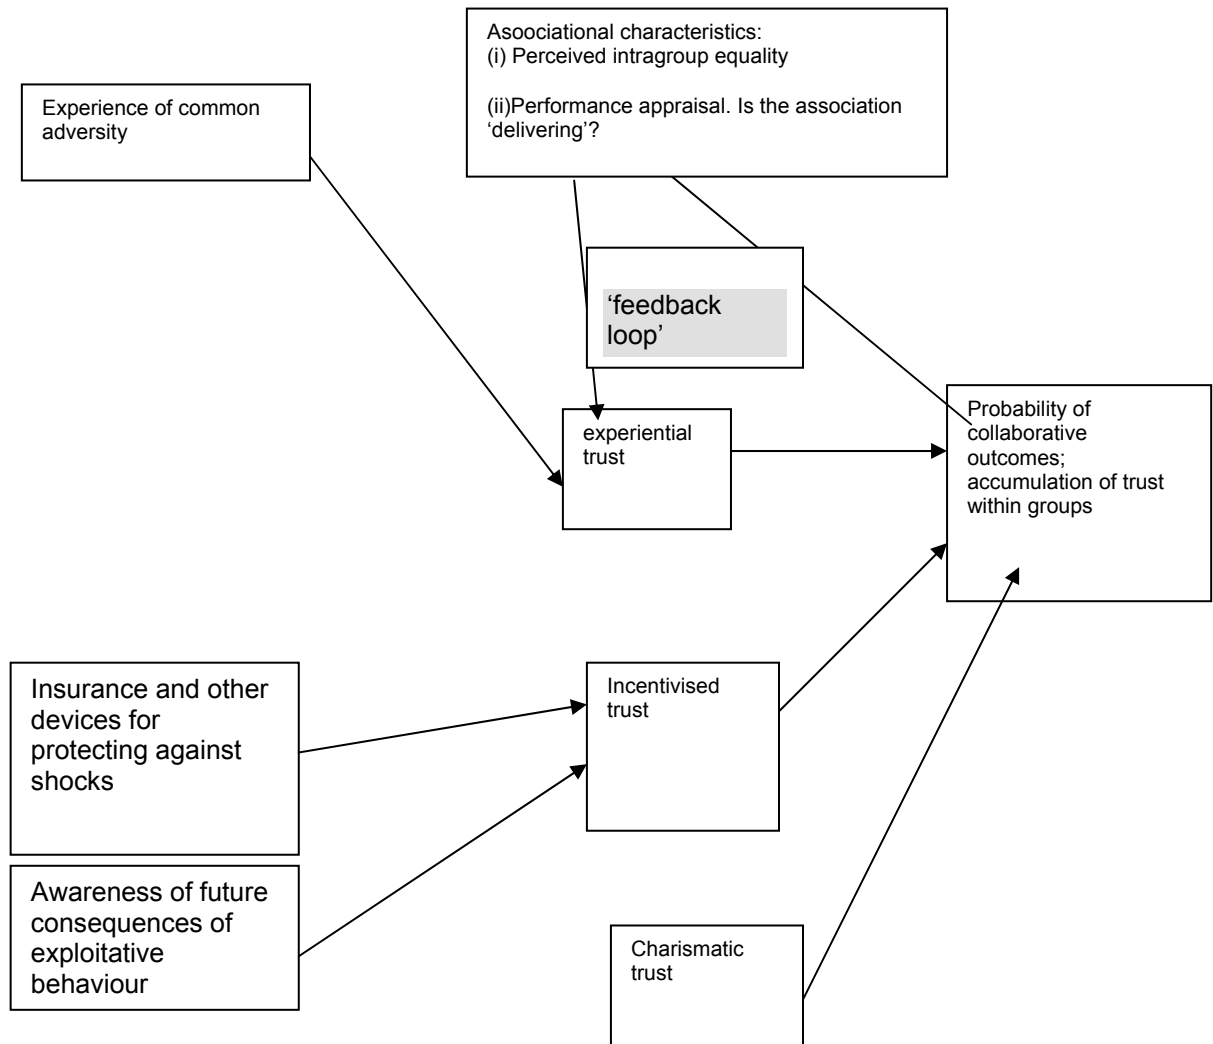 Asoociational characteristics:
(i) Perceived intragroup equality
(ii)Performance appraisal. Is the association
‘delivering’?
Experience of common
adversity
‘feedback
loop’
experiential
trust
Probability of
collaborative
outcomes;
accumulation of trust
within groups
Insurance and other
devices for
protecting against
shocks
Incentivised
trust
Awareness of future
consequences of
exploitative
behaviour
Charismatic
trust